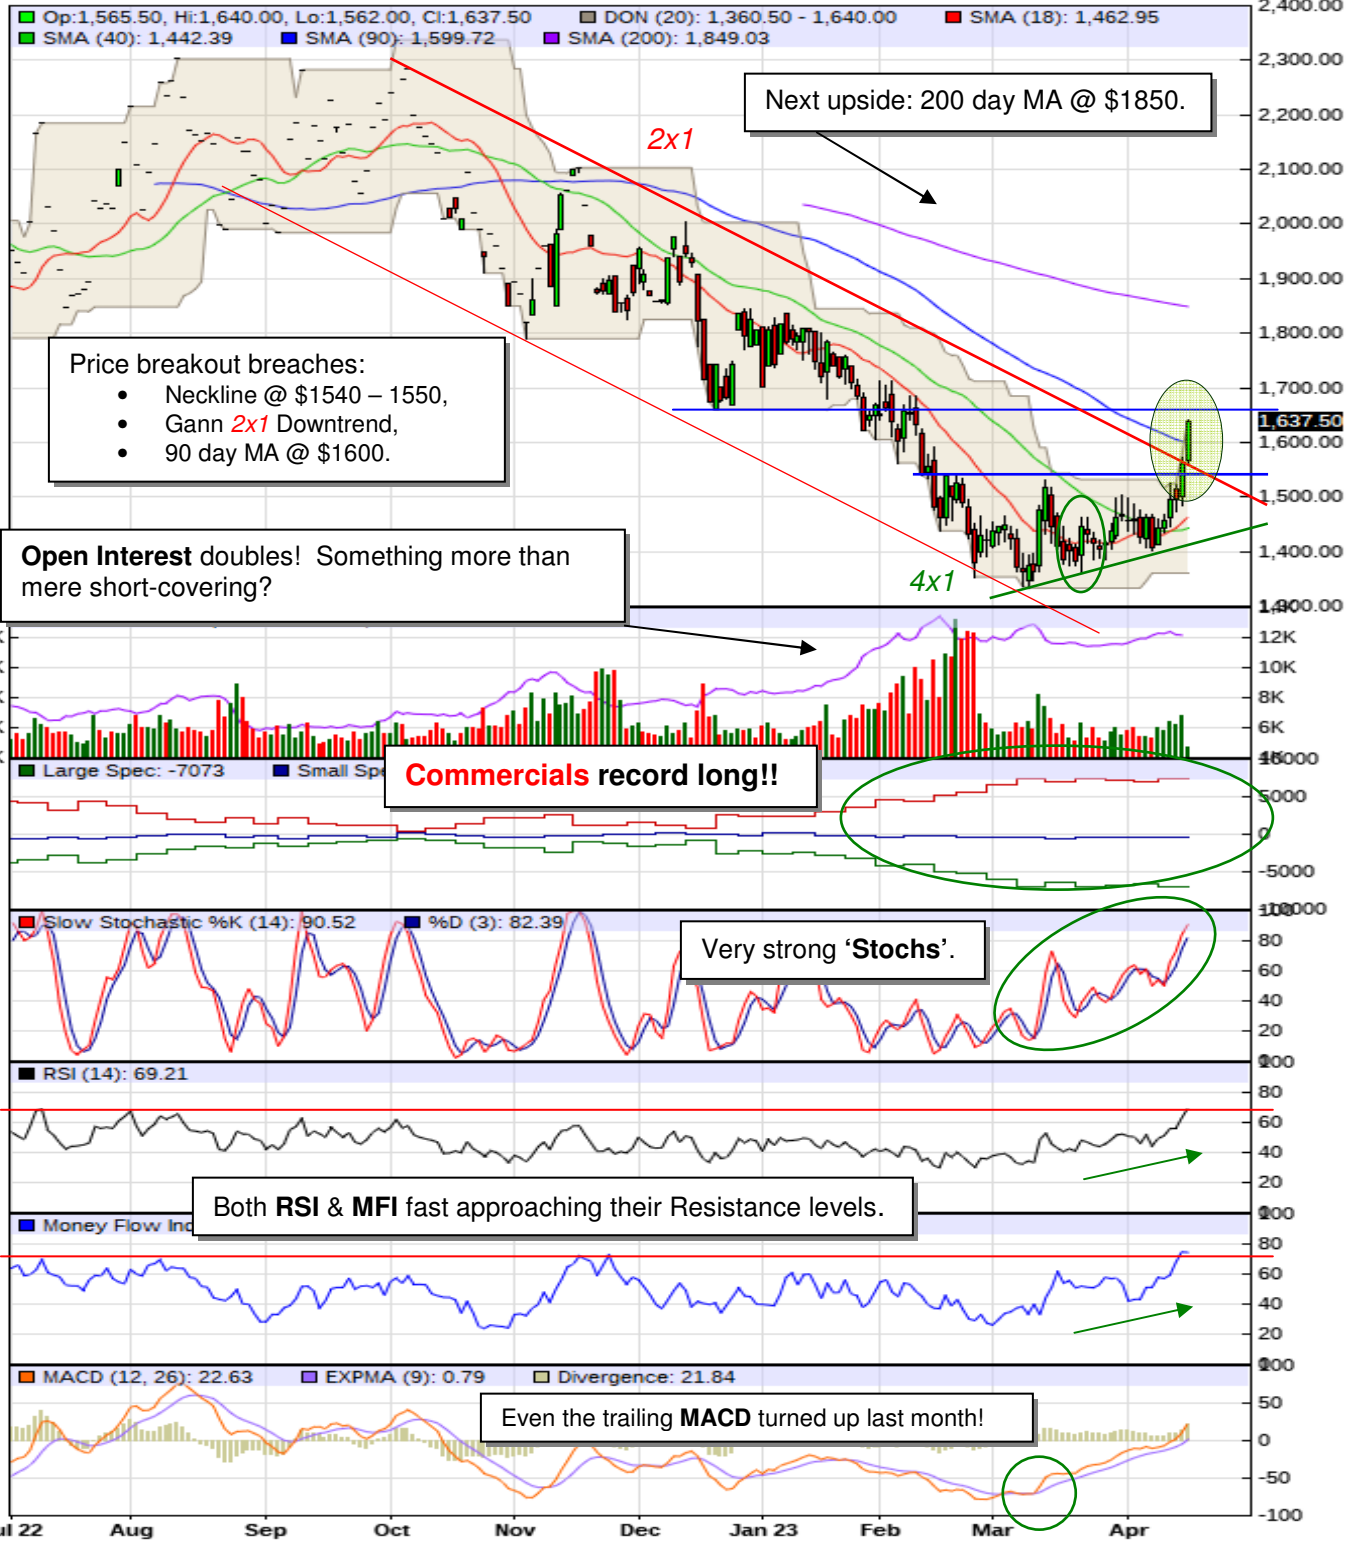 Op:1,565.50, Hi:1,640.00, Lo:1,562.00, Cl:1,637.50 DON (20): 1,360.50 - 1,640.00 SMA (18): 1,462.95
SMA (40): 1,442.39 SMA (90): 1,599.72 SMA (200): 1,849.03
2,400.00
2,300.00
Next upside: 200 day MA @ $1850.
2,200.00
2x1
2,100.00
2,000.00
1,900.00
1,800.00
Price breakout breaches:
• Neckline @ $1540 – 1550,
• Gann 2x1 Downtrend,
• 90 day MA @ $1600.
1,700.00
1,637.50
1,600.00
1,500.00
Open Interest doubles! Something more than
mere short-covering?
1,400.00
4x1
12K
10K
8K
6K
Large Spec: -7073 Small Spe
Commercials record long!!
5000
0
-5000
Slow Stochastic %K (14): 90.52 %D (3): 82.39
Very strong ‘Stochs’.
80
60
40
20
RSI (14): 69.21
80
60
40
20
Both RSI & MFI fast approaching their Resistance levels.
Money Flow Ind
80
60
40
20
MACD (12, 26): 22.63 EXPMA (9): 0.79 Divergence: 21.84
Even the trailing MACD turned up last month!
50
0
-50
-100
ul 22 Aug Sep Oct Nov Dec Jan 23 Feb Mar Apr